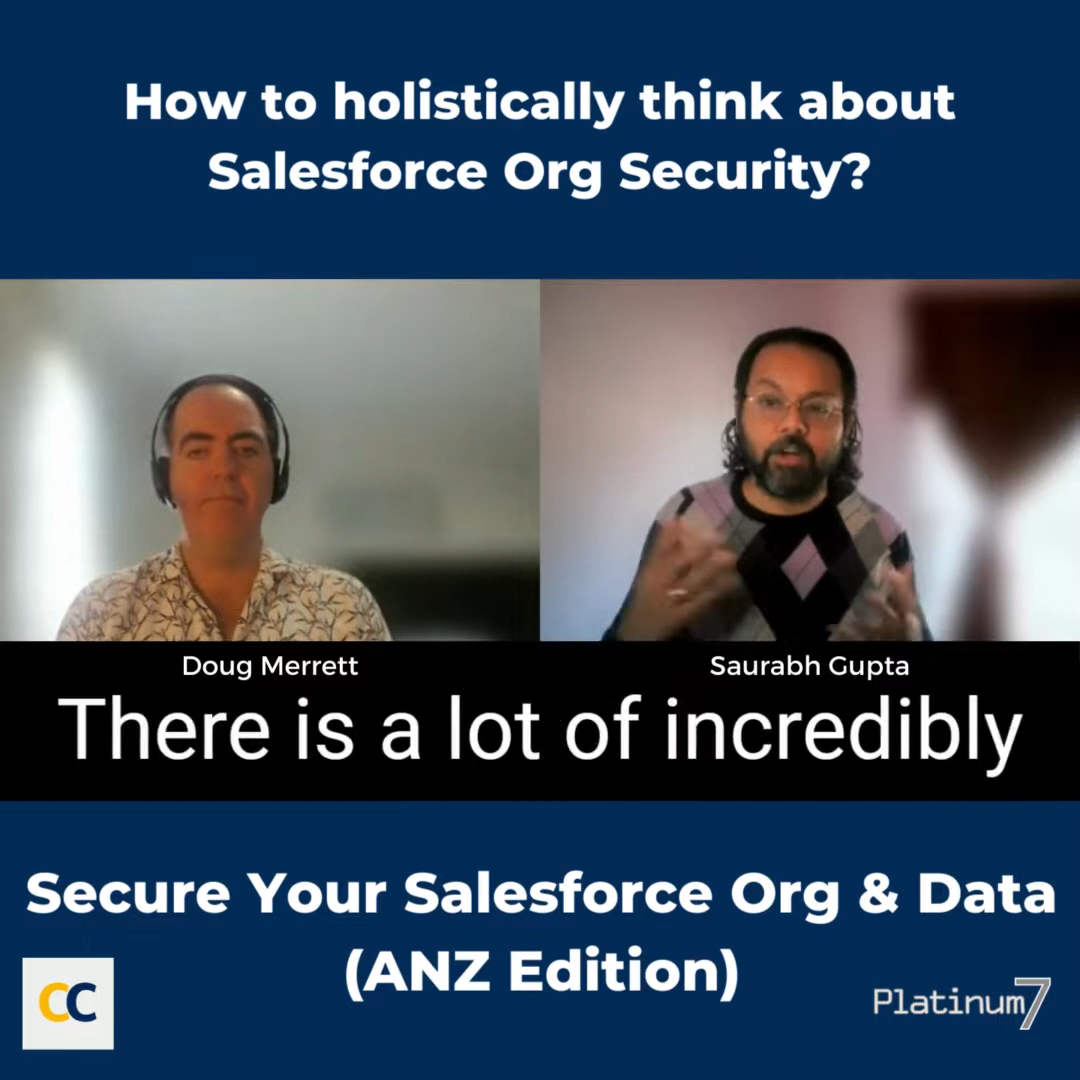 How to holistically think about
Salesforce Org Security?
Doug Merrett
Saurabh Gupta
There is a lot of incredibly
Secure Your Salesforce Org & Data
(ANZ Edition)
CC
Platinum7